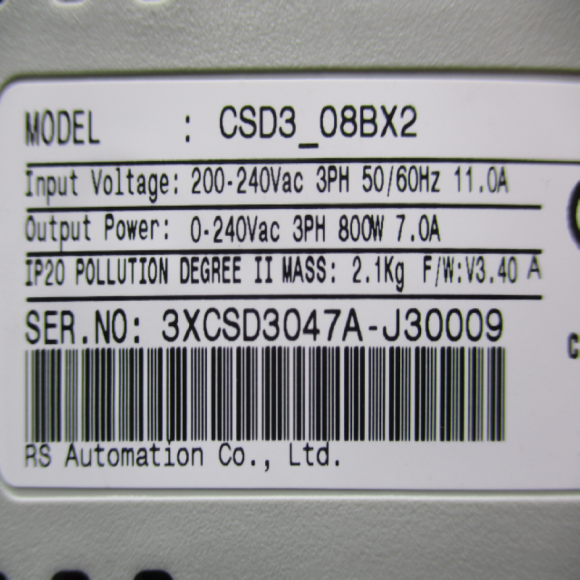 MODEL : CSD3_08BX2
Input Voltage: 200-240Vac 3PH 50/60Hz 11.0A
Output Power: 0-240Vac 3PH 800W 7.0A
IP20 POLLUTION DEGREE II MASS: 2.1Kg F/W:V3.40 A
SER.NO: 3XCSD3047A-J30009
RS Automation Co., Ltd.